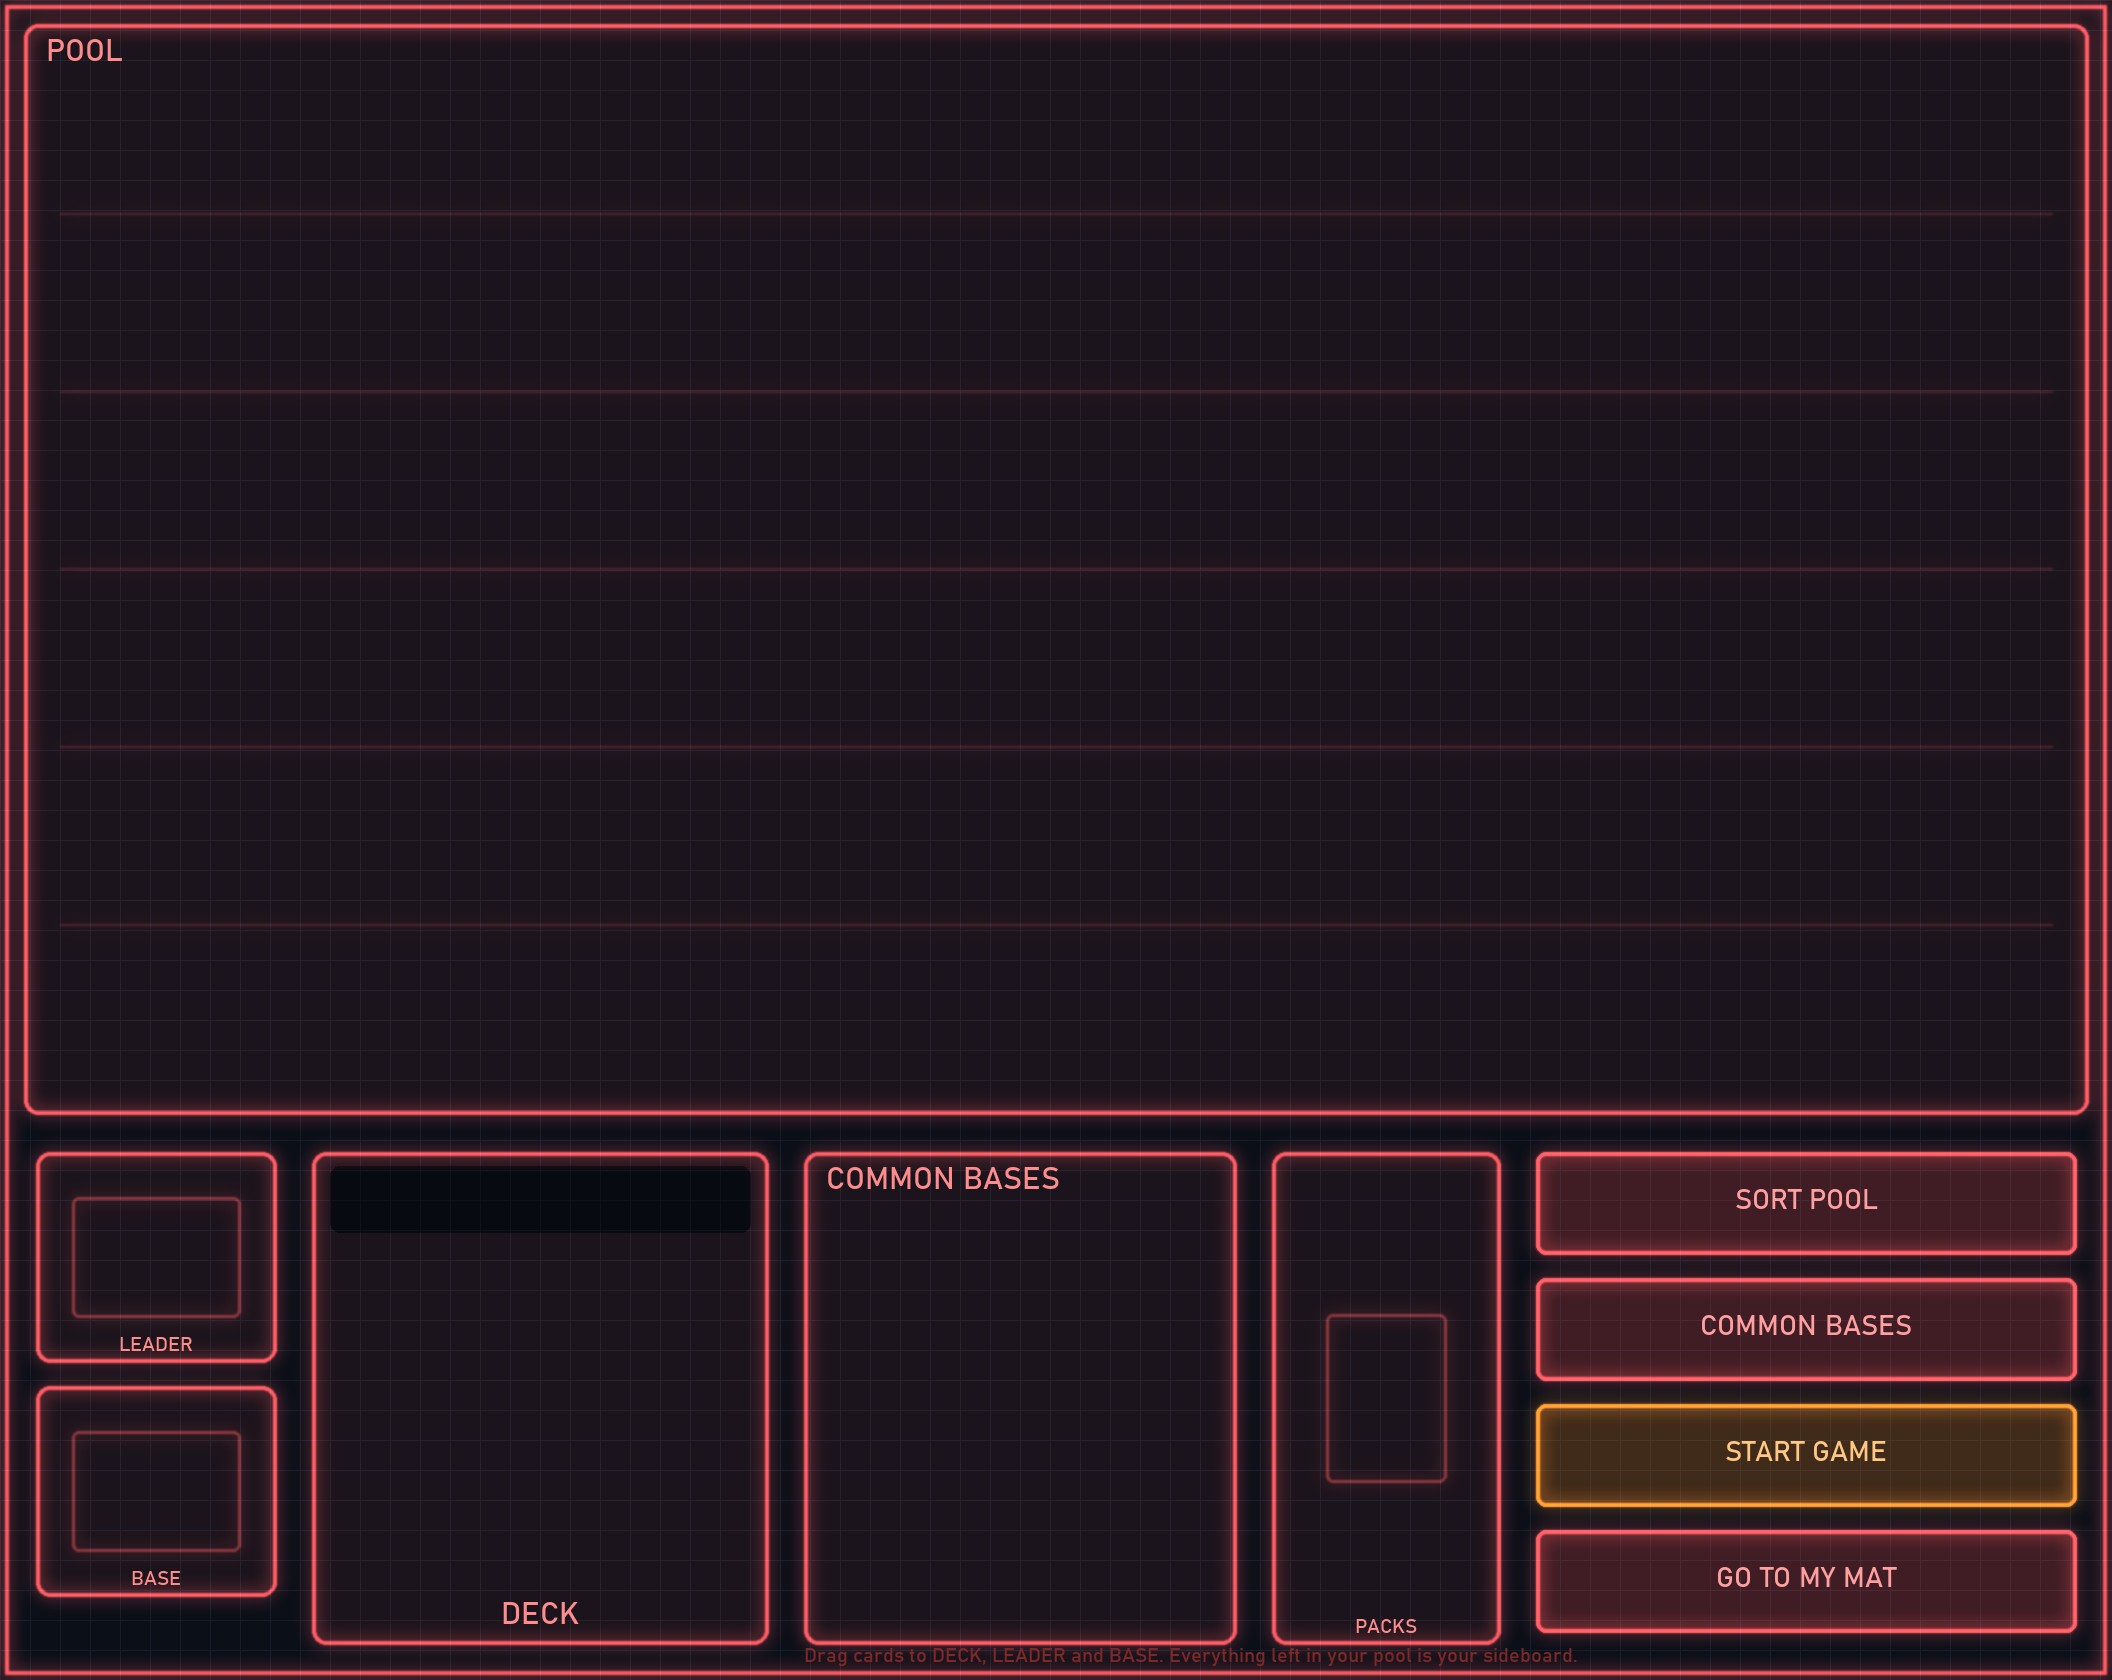 POOL
LEADER
BASE
DECK
COMMON BASES
PACKS
SORT POOL
COMMON BASES
START GAME
GO TO MY MAT
Drag cards to DECK, LEADER and BASE. Everything left in your pool is your sideboard.